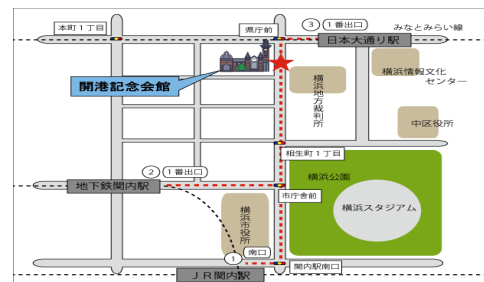 本町1丁目
県庁前
③ 1番出口
みなとみらい線
日本大通り駅
開港記念会館
横浜地方裁判所
横浜情報文化
センター
中区役所
相生町1丁目
② 1番出口
地下鉄関内駅
市庁舎前
横浜公園
横浜スタジアム
横浜市役所
① 南口
関内駅南口
JR関内駅